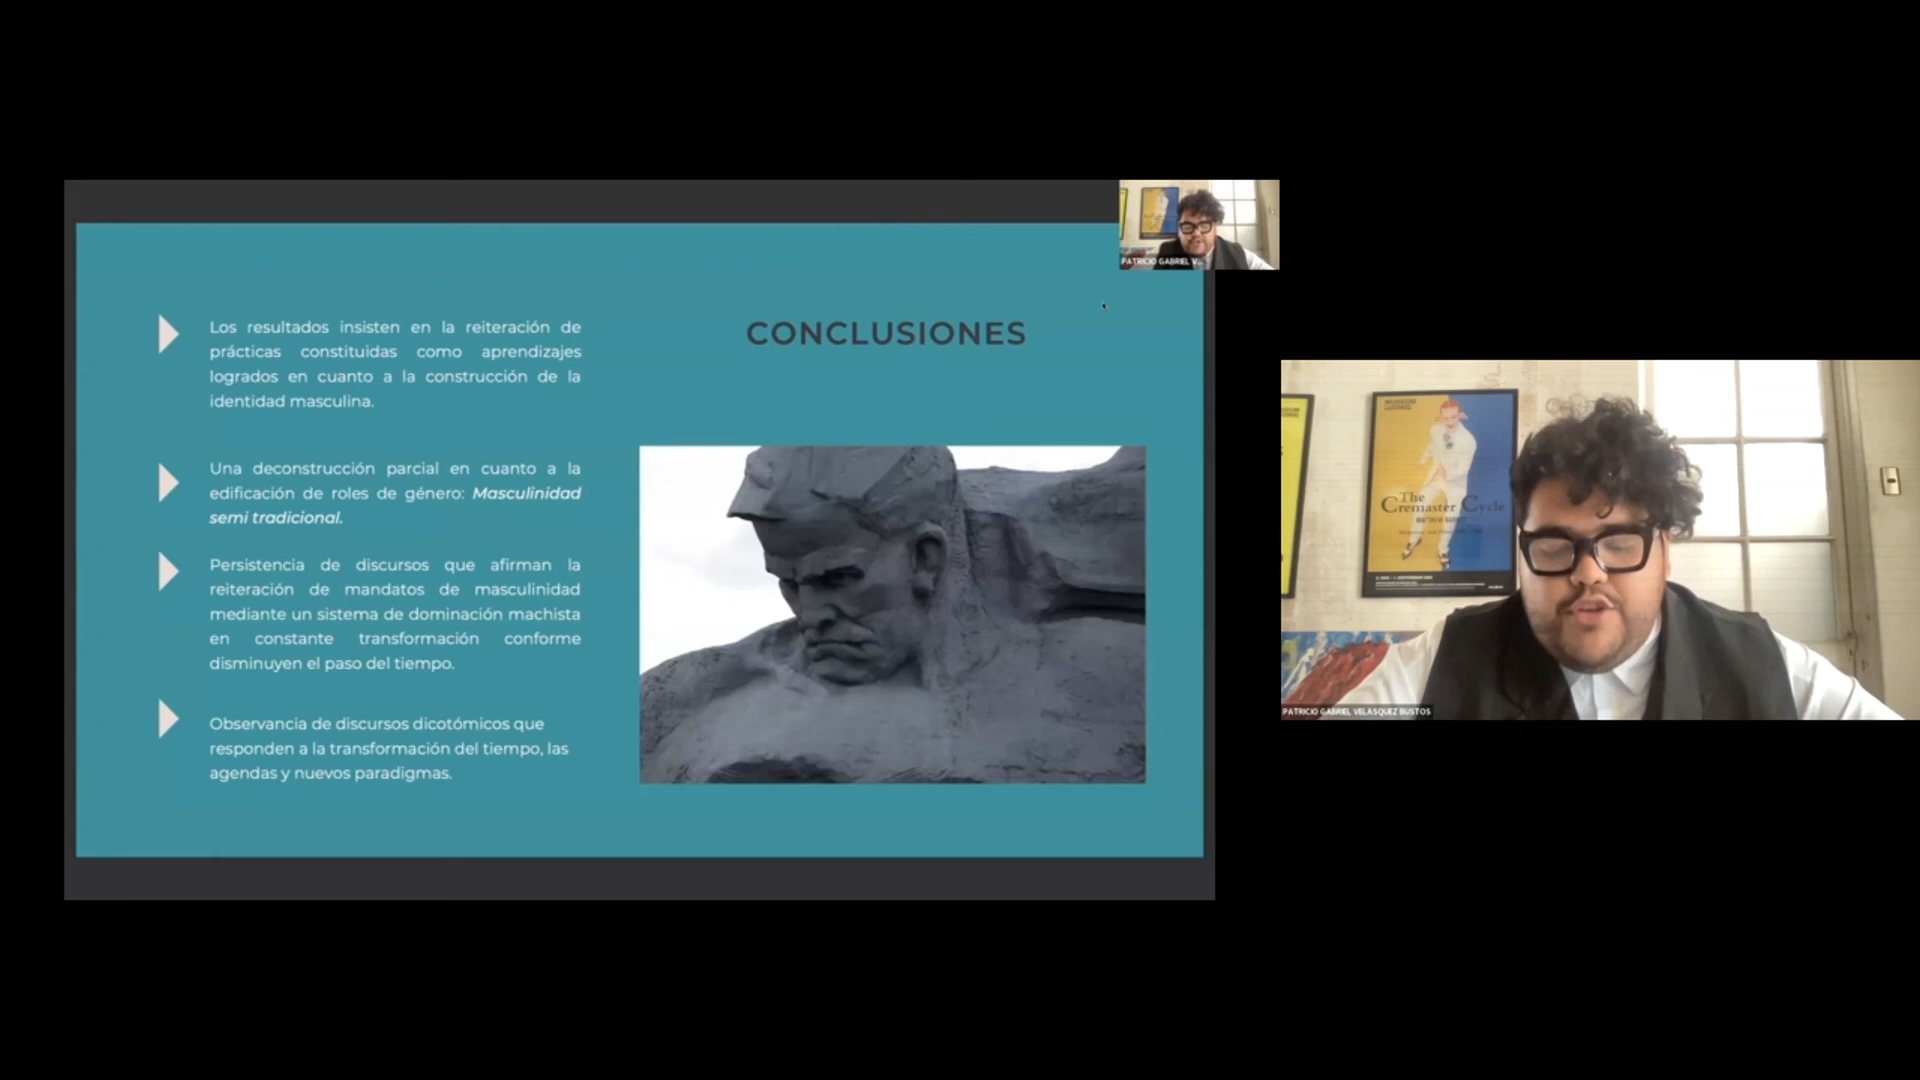 PATRICIO GABRIEL V...
CONCLUSIONES
Los resultados insisten en la reiteración de
prácticas constituidas como aprendizajes
logrados en cuanto a la construcción de la
identidad masculina.
Una deconstrucción parcial en cuanto a la
edificación de roles de género: Masculinidad
semi tradicional.
Persistencia de discursos que afirman la
reiteración de mandatos de masculinidad
mediante un sistema de dominación machista
en constante transformación conforme
disminuyen el paso del tiempo.
Observancia de discursos dicotómicos que
responden a la transformación del tiempo, las
agendas y nuevos paradigmas.
The
Cremaster Cycle
MATTHEW BARNEY
PATRICIO GABRIEL VELASQUEZ BUSTOS